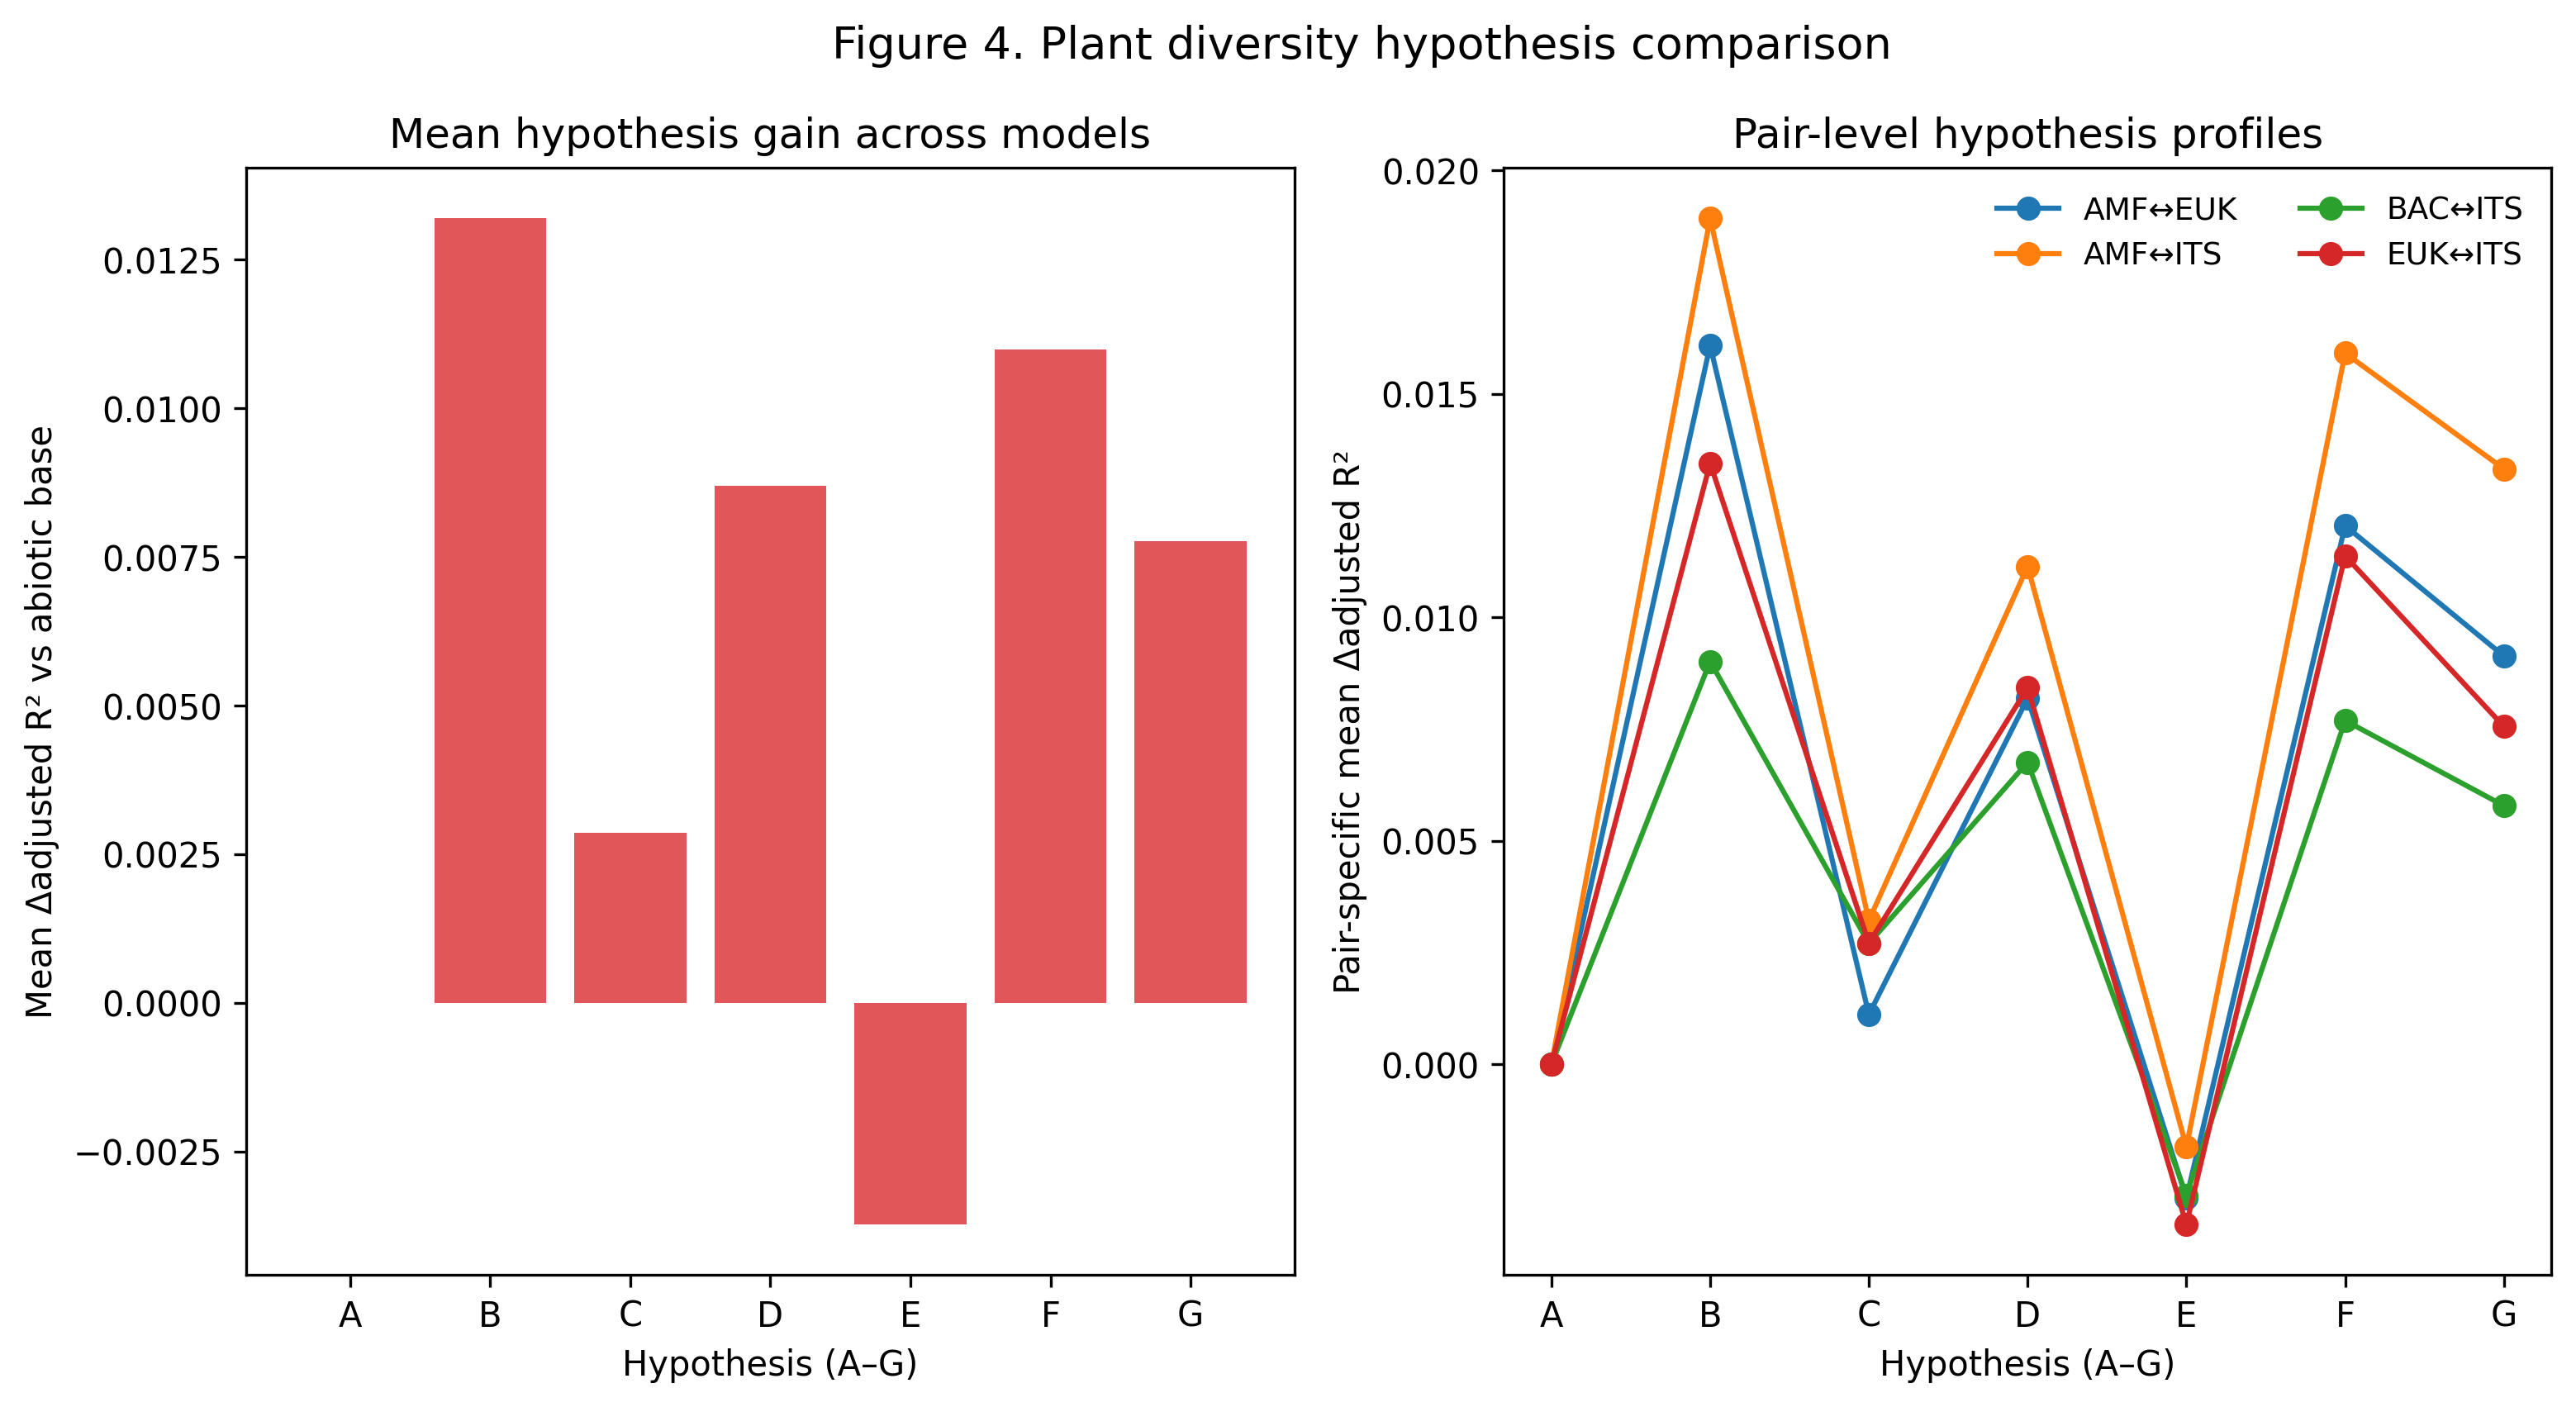 Figure 4. Plant diversity hypothesis comparison
Mean hypothesis gain across models
Mean Δadjusted R² vs abiotic base
0.0125
0.0100
0.0075
0.0050
0.0025
0.0000
−0.0025
A B C D E F G
Hypothesis (A–G)
Pair-level hypothesis profiles
Pair-specific mean Δadjusted R²
0.020
0.015
0.010
0.005
0.000
AMF↔EUK
AMF↔ITS
BAC↔ITS
EUK↔ITS
A B C D E F G
Hypothesis (A–G)